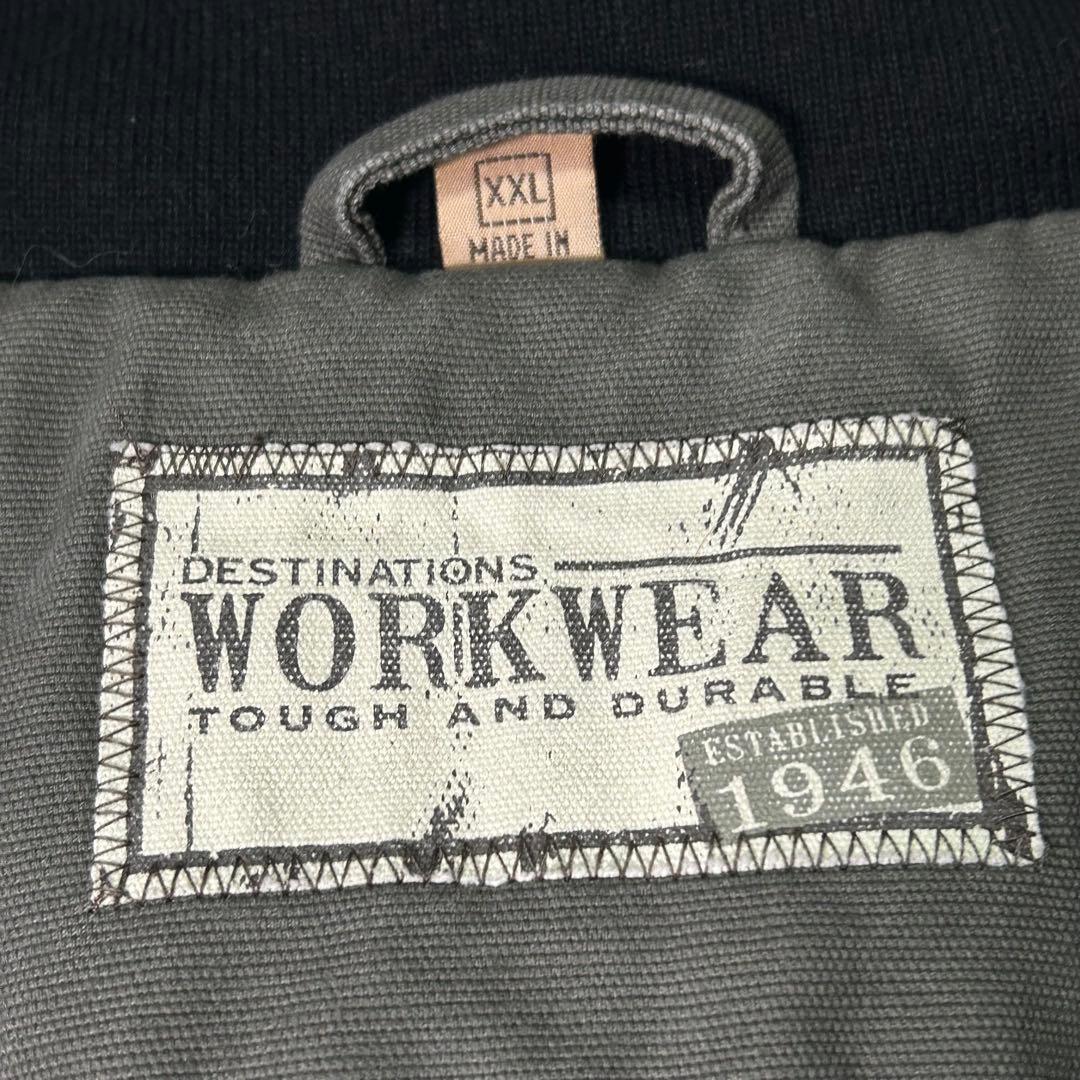 XXL
MADE IN
DESTINATIONS
WORKWEAR
TOUGH AND DURABLE
ESTABLISHED
1946